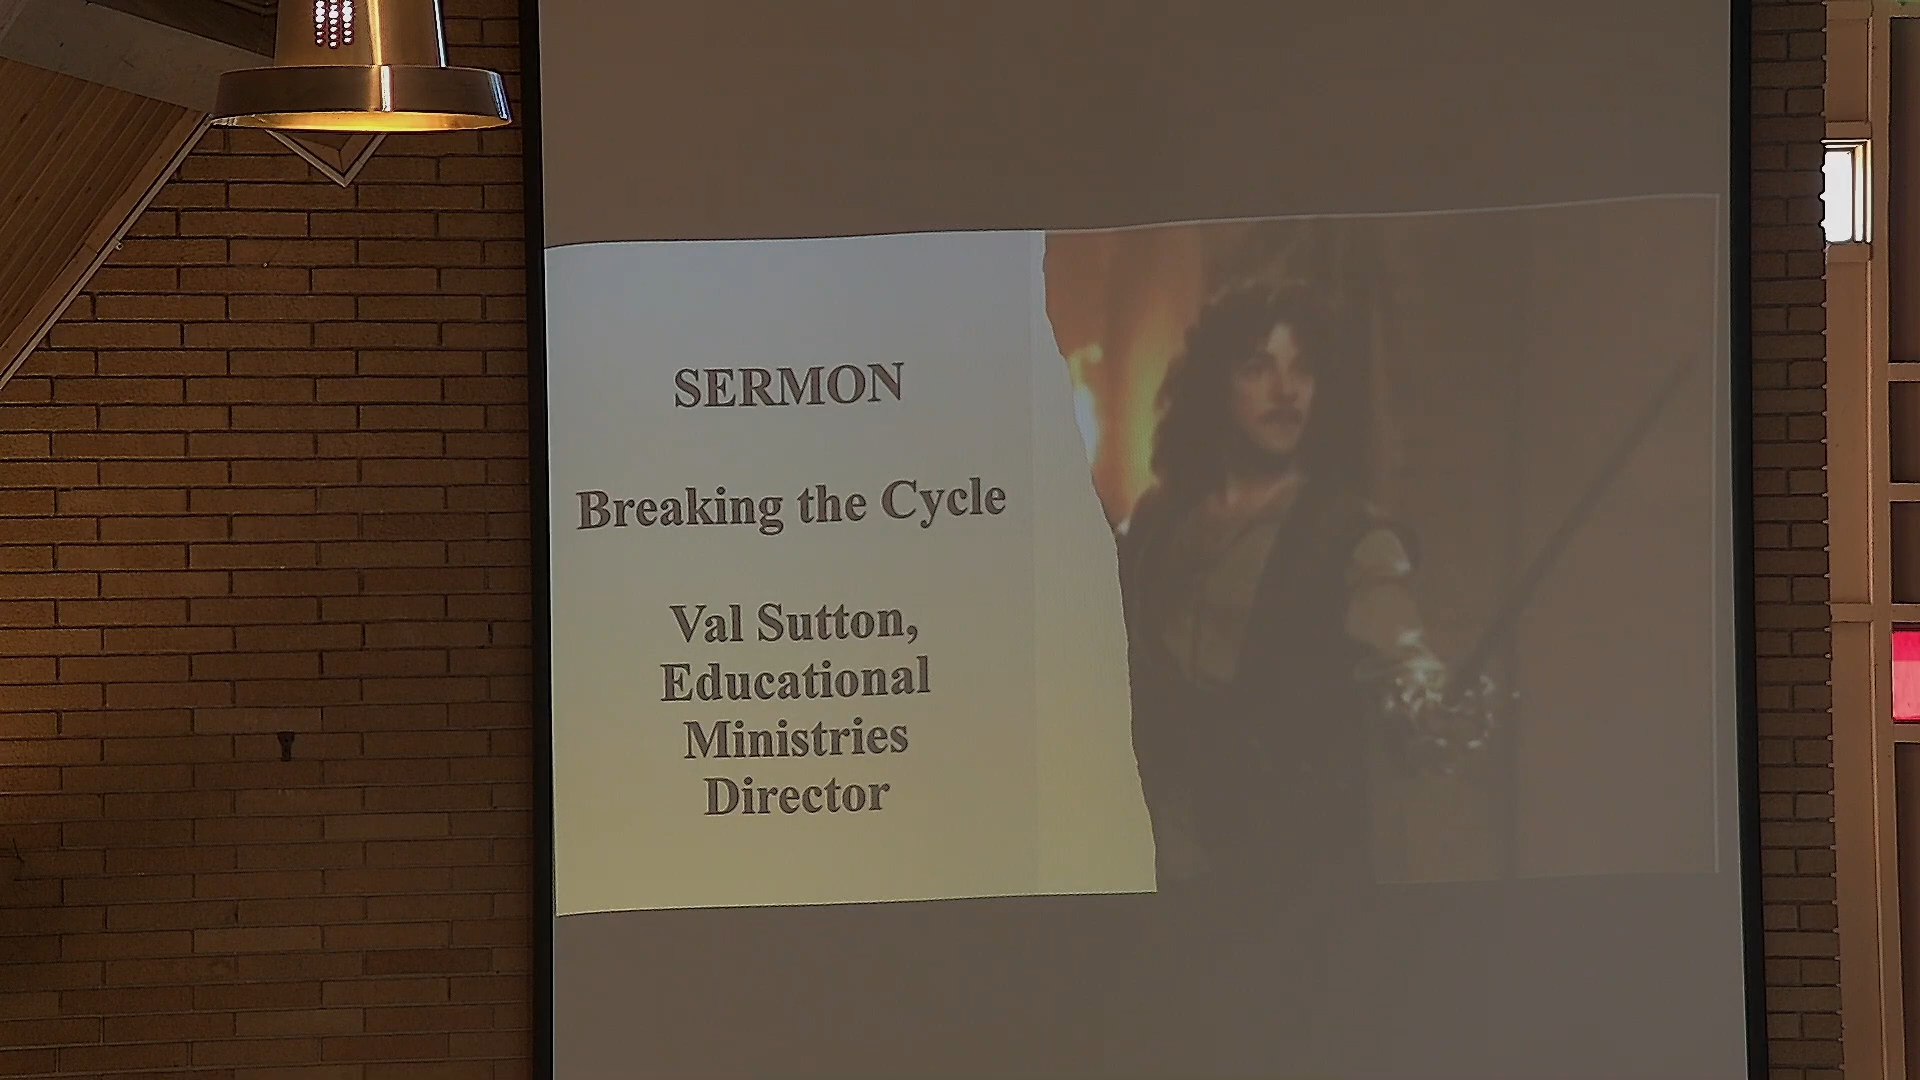 SERMON
Breaking the Cycle
Val Sutton,
Educational
Ministries
Director